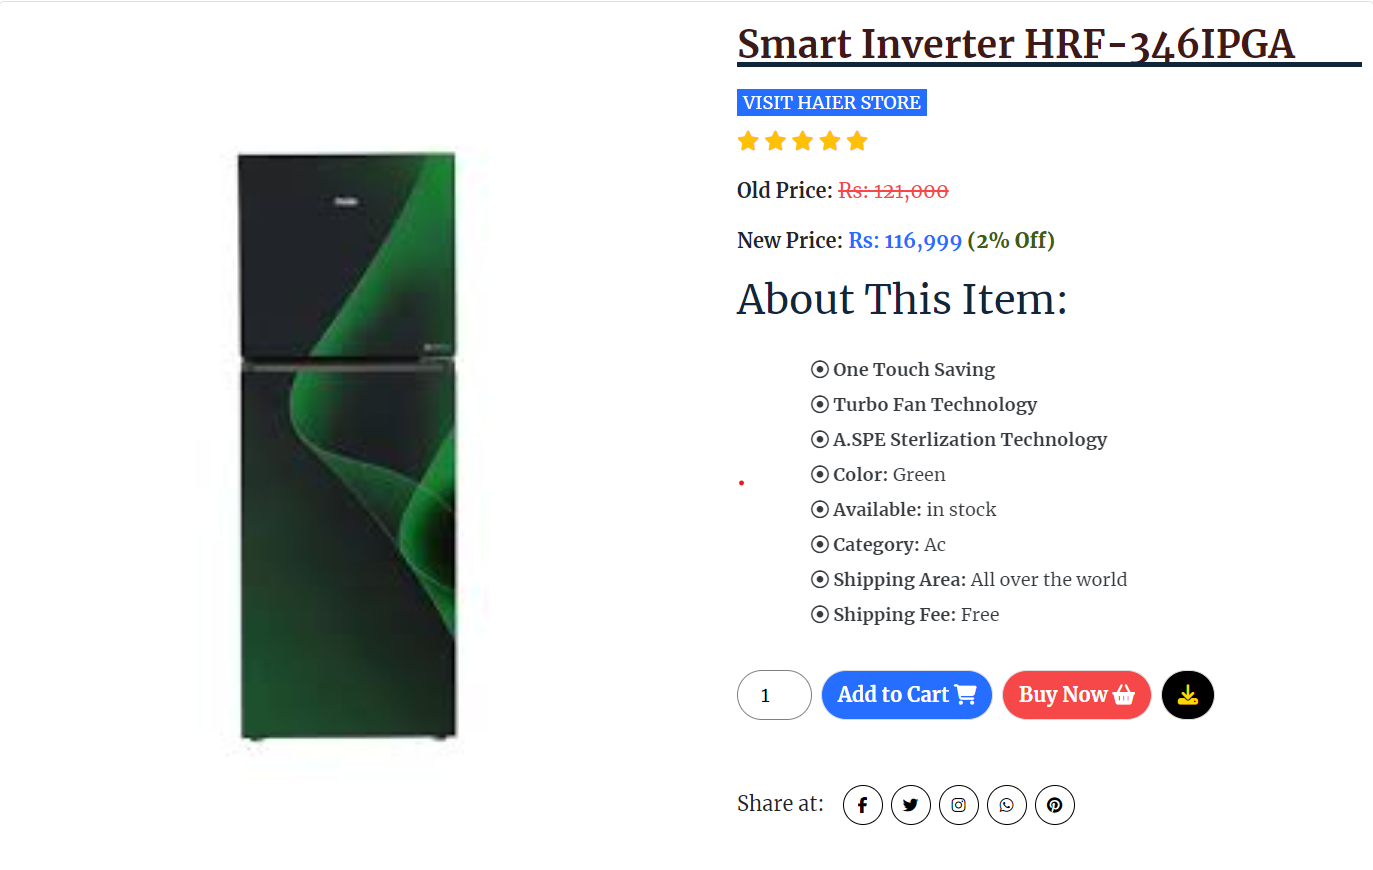 Smart Inverter HRF-346IPGA
VISIT HAIER STORE
Old Price: Rs: 121,000
New Price: Rs: 116,999 (2% Off)
About This Item:
One Touch Saving
Turbo Fan Technology
A.SPE Sterlization Technology
Color: Green
Available: in stock
Category: Ac
Shipping Area: All over the world
Shipping Fee: Free
1 Add to Cart Buy Now
Share at: